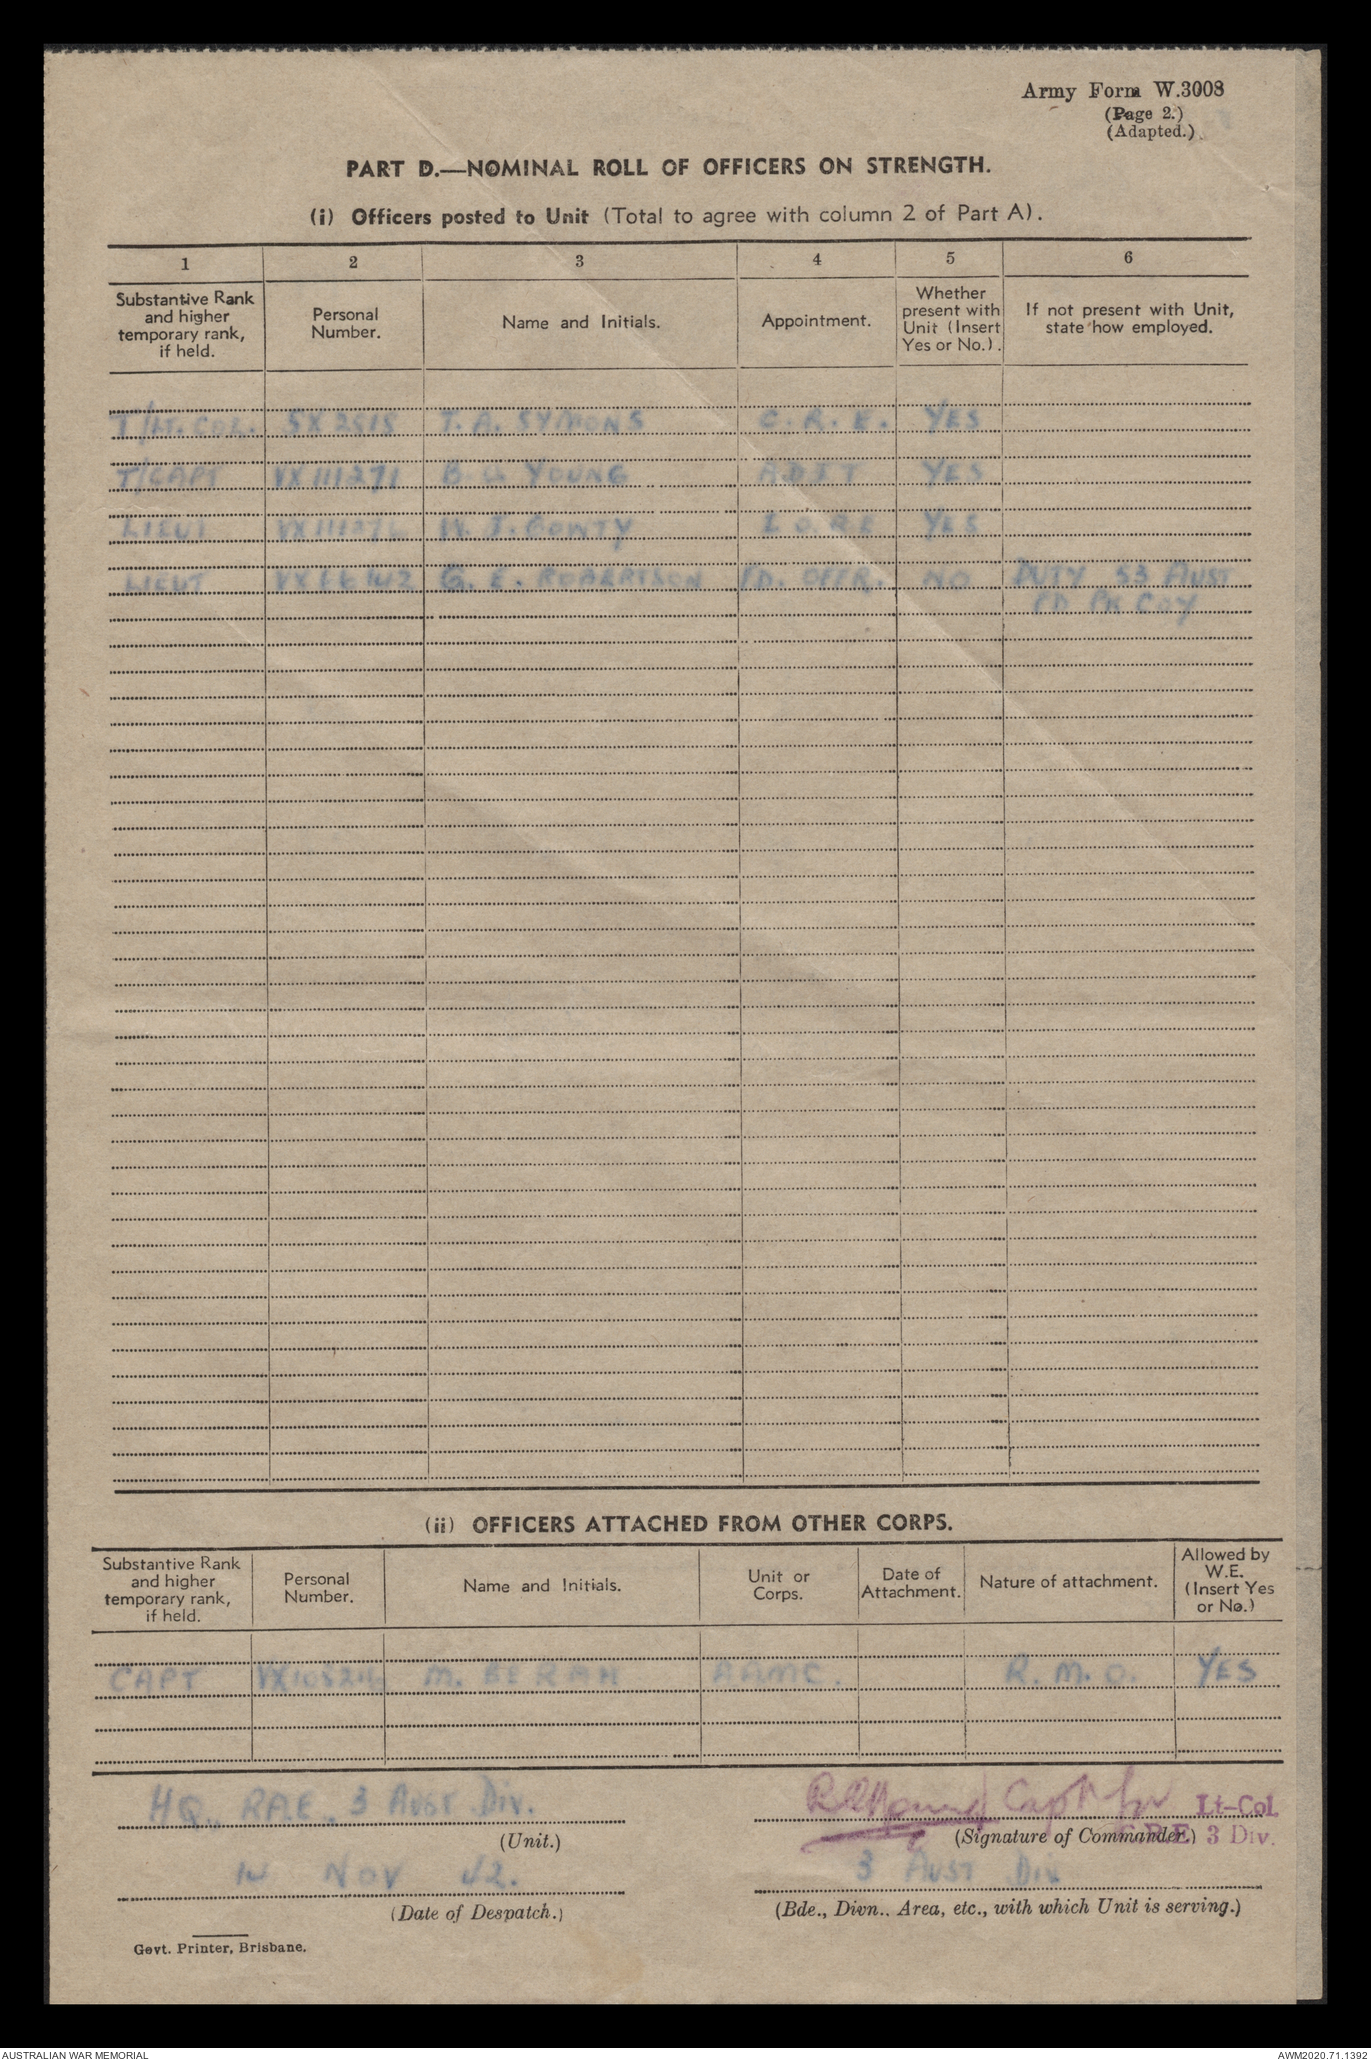 Army Form W.3008
(Page 2.)
(Adapted.)
PART D.—NOMINAL ROLL OF OFFICERS ON STRENGTH.
(i) Officers posted to Unit (Total to agree with column 2 of Part A).
1 2 3 4 5 6
Substantive Rank and higher temporary rank, if held. Personal Number. Name and Initials. Appointment. Whether present with Unit (Insert Yes or No.). If not present with Unit, state how employed.
T/LT. COL. SX 2515 T. A. SYMONS C. R. E. YES
T/CAPT VX 111271 B. G. YOUNG ADJT YES
LIEUT W. J. YES
LIEUT G. E. ROBERTSON FD. OFFR. NO DUTY 53 AUST
FD PK COY
(ii) OFFICERS ATTACHED FROM OTHER CORPS.
Substantive Rank and higher temporary rank, if held. Personal Number. Name and Initials. Unit or Corps. Date of Attachment. Nature of attachment. Allowed by W.E. (Insert Yes or No.)
CAPT M. AAMC. R. M. O. YES
HQ., RAE, 3 AUST DIV. Capt for Lt-Col.
(Unit.) (Signature of Commander.) C.R.E. 3 Div.
14 NOV 42. 3 AUST DIV
(Date of Despatch.) (Bde., Divn., Area, etc., with which Unit is serving.)
Govt. Printer, Brisbane.
AUSTRALIAN WAR MEMORIAL AWM2020.71.1392